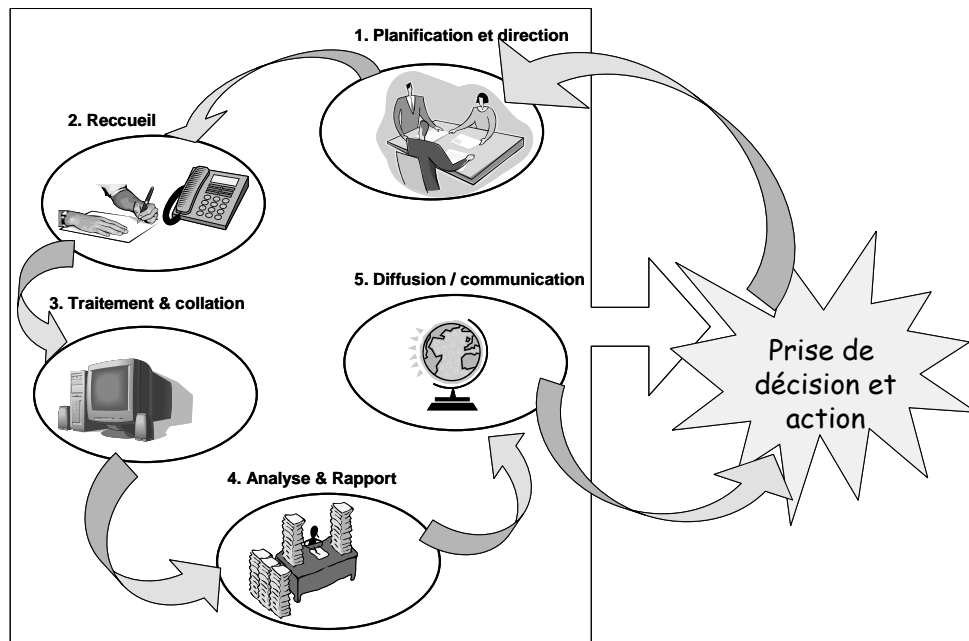 1. Planification et direction
2. Reccueil
3. Traitement & collation
4. Analyse & Rapport
5. Diffusion / communication
Prise de
décision et
action